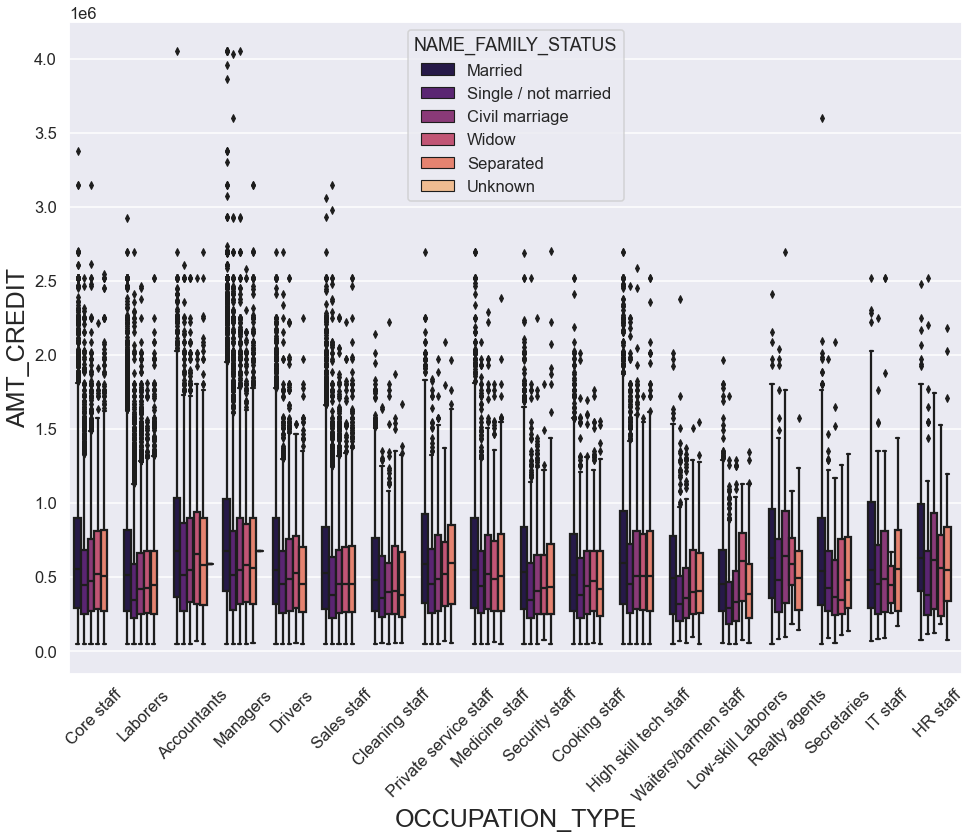 1e6
NAME_FAMILY_STATUS
Married
Single / not married
Civil marriage
Widow
Separated
Unknown
4.0
3.5
3.0
2.5
2.0
1.5
1.0
0.5
0.0
AMT_CREDIT
Core staff
Laborers
Accountants
Managers
Drivers
Sales staff
Cleaning staff
Private service staff
Medicine staff
Security staff
Cooking staff
High skill tech staff
Waiters/barmen staff
Low-skill Laborers
Realty agents
Secretaries
IT staff
HR staff
OCCUPATION_TYPE